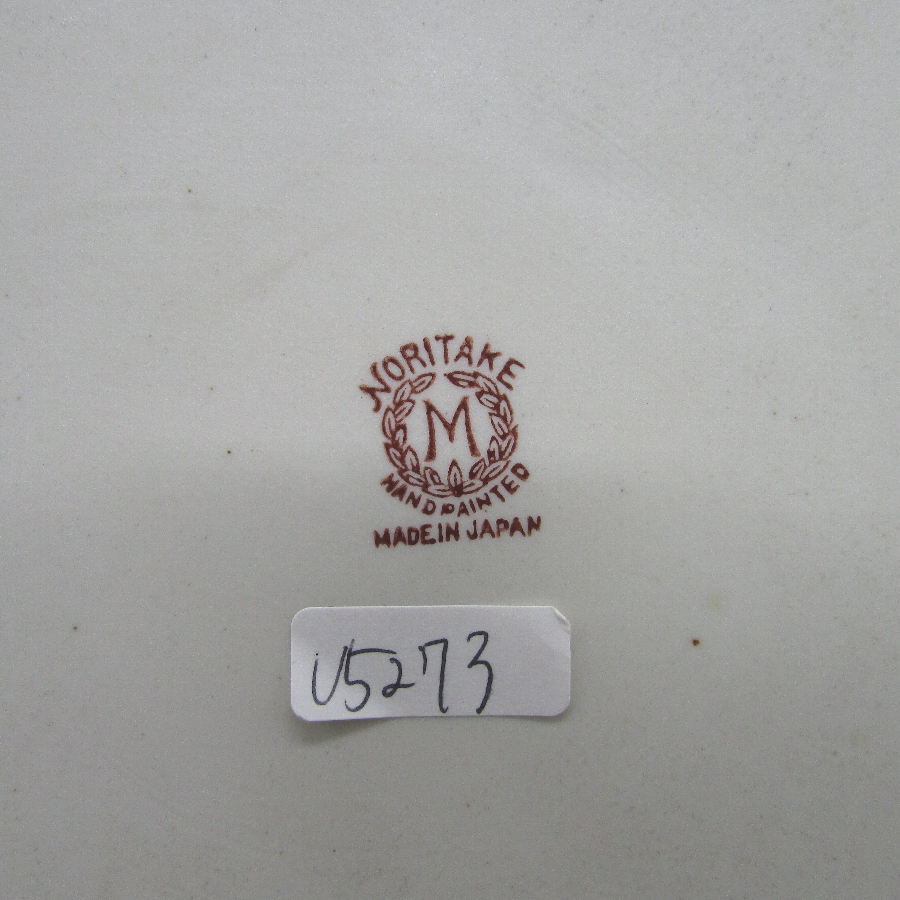 NORITAKE
M
HAND PAINTED
MADE IN JAPAN
U5273